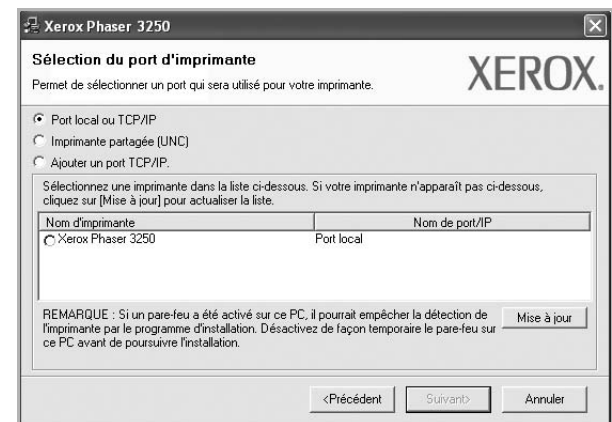 Xerox Phaser 3250
Sélection du port d'imprimante
Permet de sélectionner un port qui sera utilisé pour votre imprimante.
XEROX.
Port local ou TCP/IP
Imprimante partagée (UNC)
Ajouter un port TCP/IP.
Sélectionnez une imprimante dans la liste ci-dessous. Si votre imprimante n'apparaît pas ci-dessous,
cliquez sur [Mise à jour] pour actualiser la liste.
Nom d'imprimante Nom de port/IP
Xerox Phaser 3250 Port local
REMARQUE : Si un pare-feu a été activé sur ce PC, il pourrait empêcher la détection de
l'imprimante par le programme d'installation. Désactivez de façon temporaire le pare-feu sur
ce PC avant de poursuivre l'installation.
Mise à jour
<Précédent Suivant> Annuler